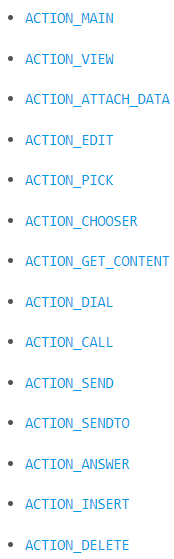 ACTION_MAIN
ACTION_VIEW
ACTION_ATTACH_DATA
ACTION_EDIT
ACTION_PICK
ACTION_CHOOSER
ACTION_GET_CONTENT
ACTION_DIAL
ACTION_CALL
ACTION_SEND
ACTION_SENDTO
ACTION_ANSWER
ACTION_INSERT
ACTION_DELETE